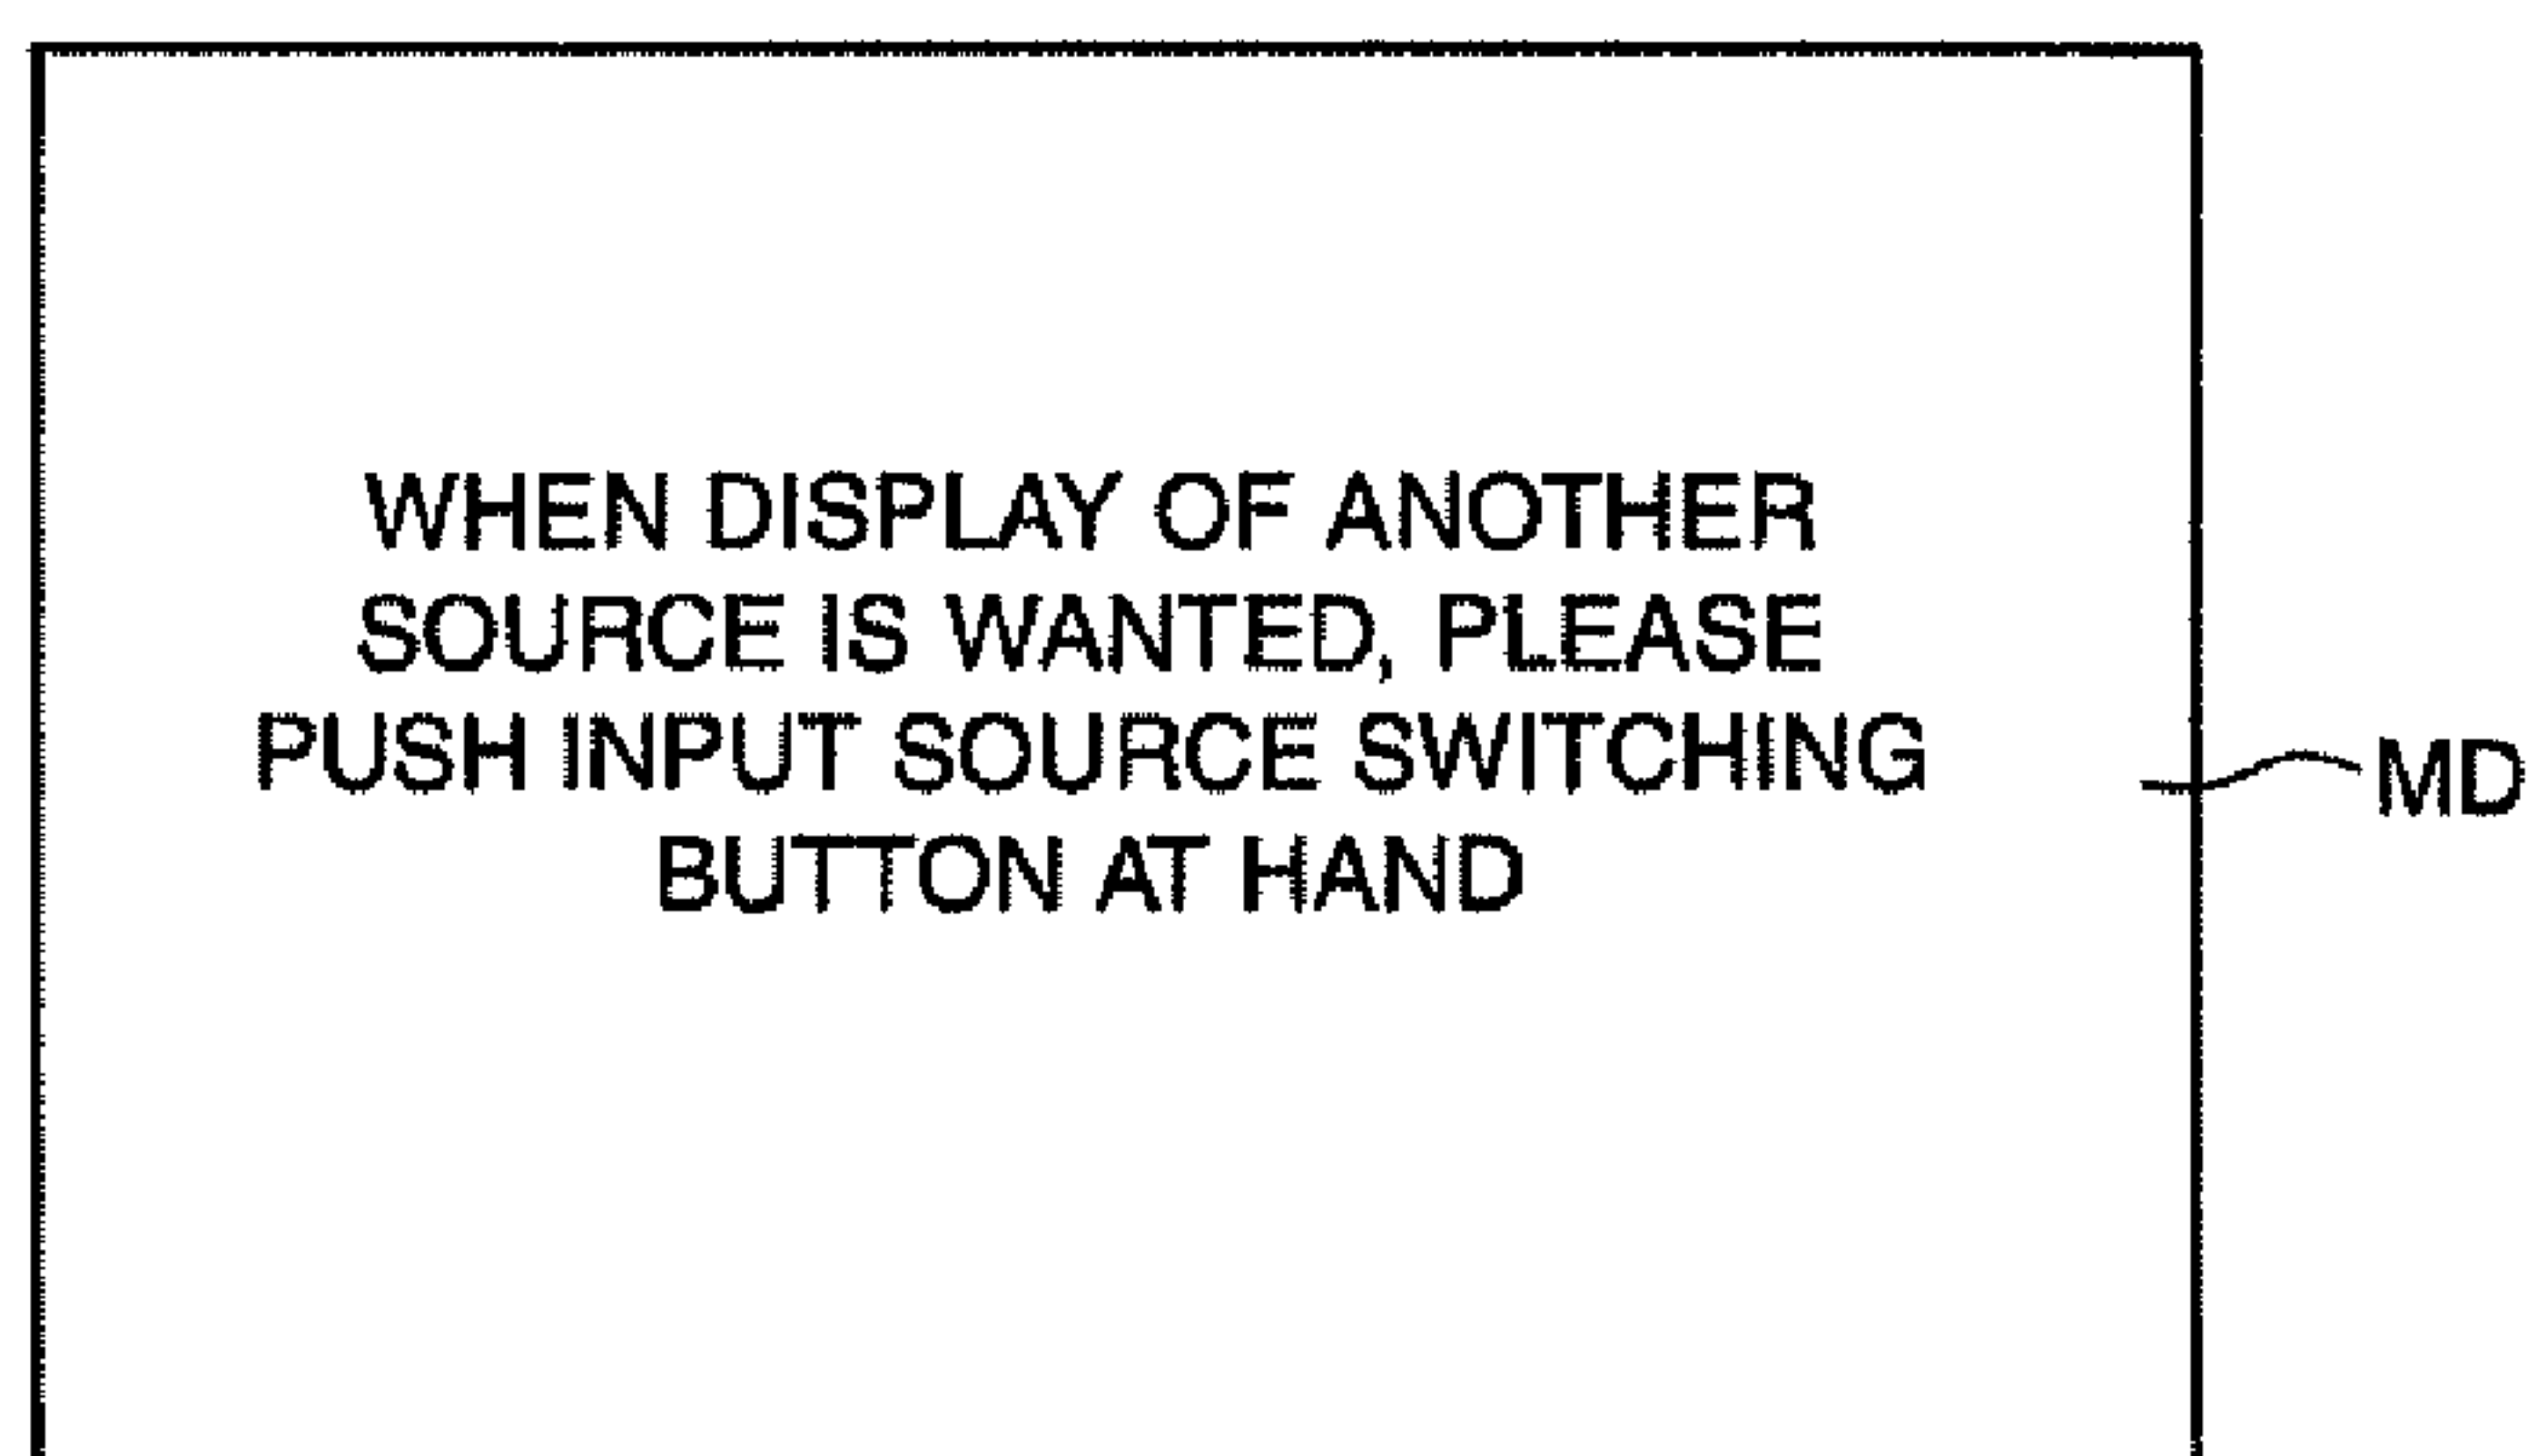 WHEN DISPLAY OF ANOTHER
SOURCE IS WANTED, PLEASE
PUSH INPUT SOURCE SWITCHING
BUTTON AT HAND
MD